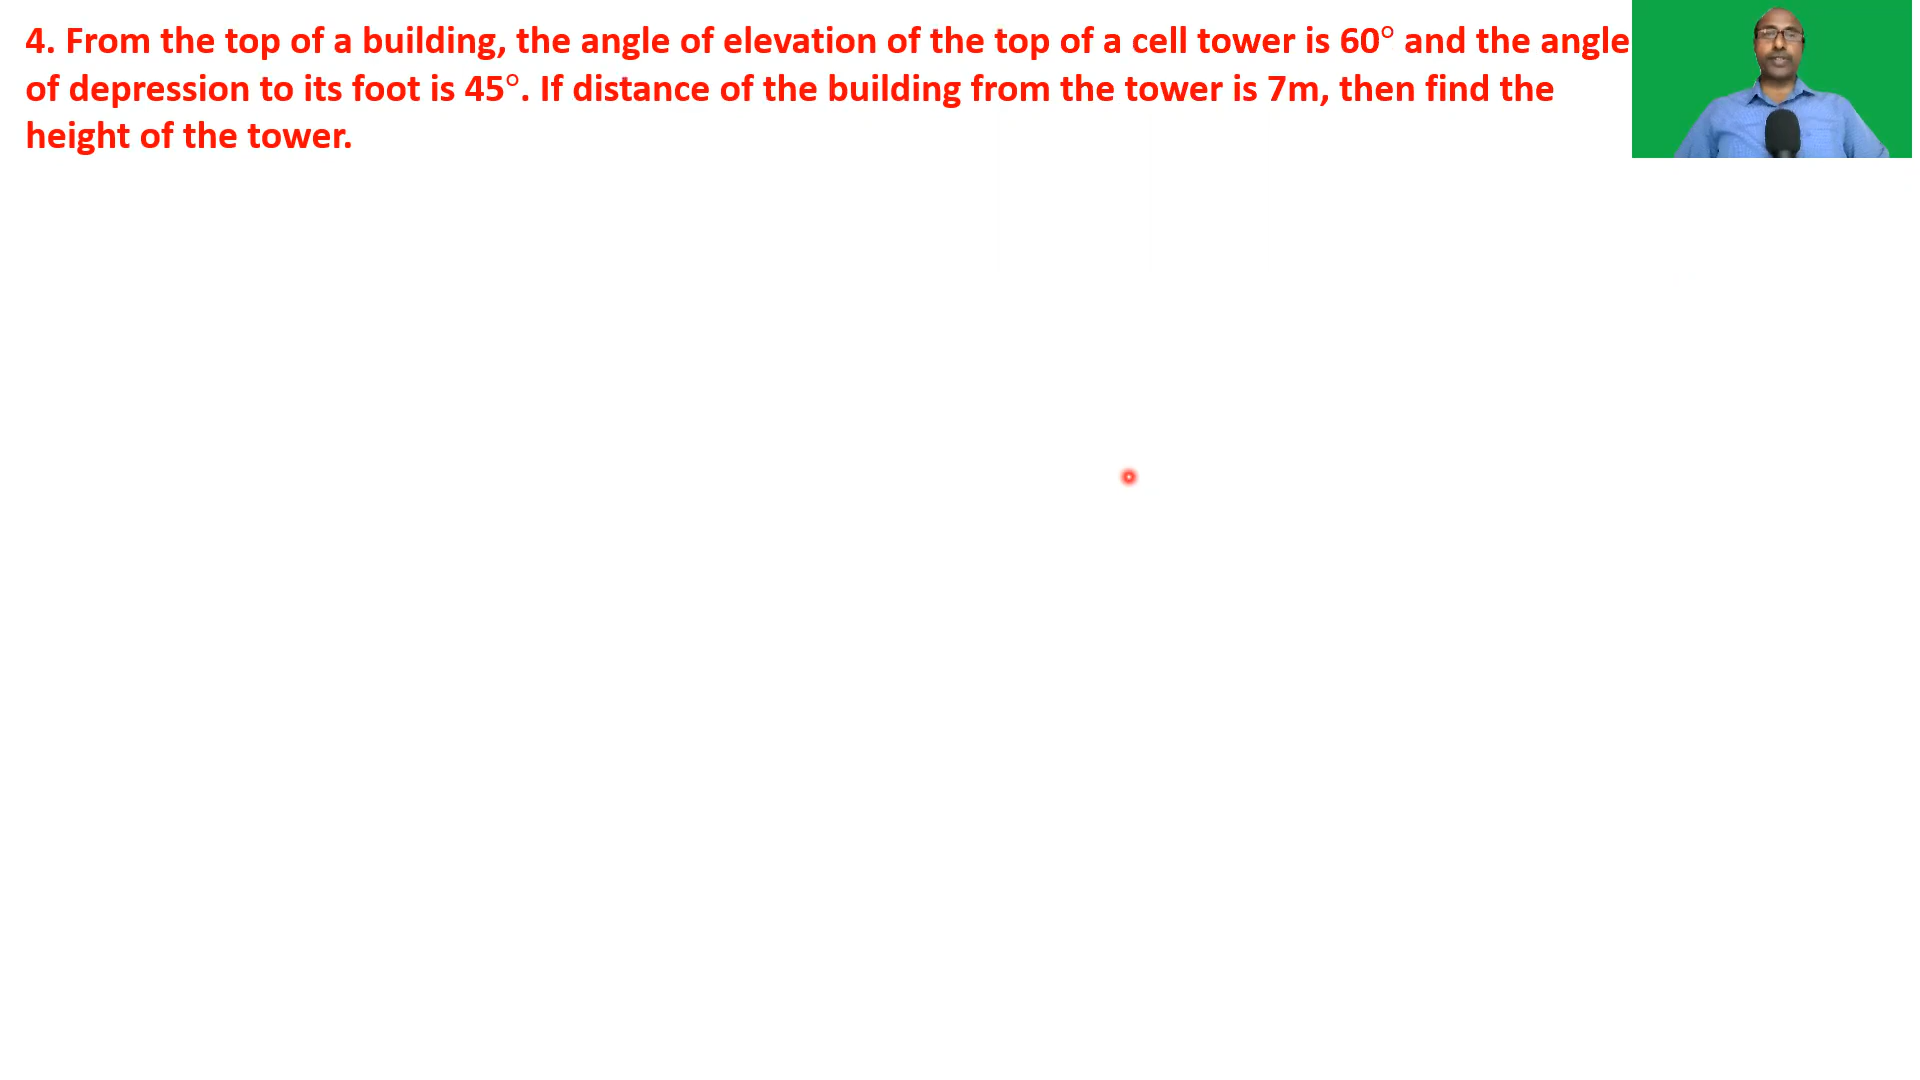 4. From the top of a building, the angle of elevation of the top of a cell tower is 60° and the angle
of depression to its foot is 45°. If distance of the building from the tower is 7m, then find the
height of the tower.